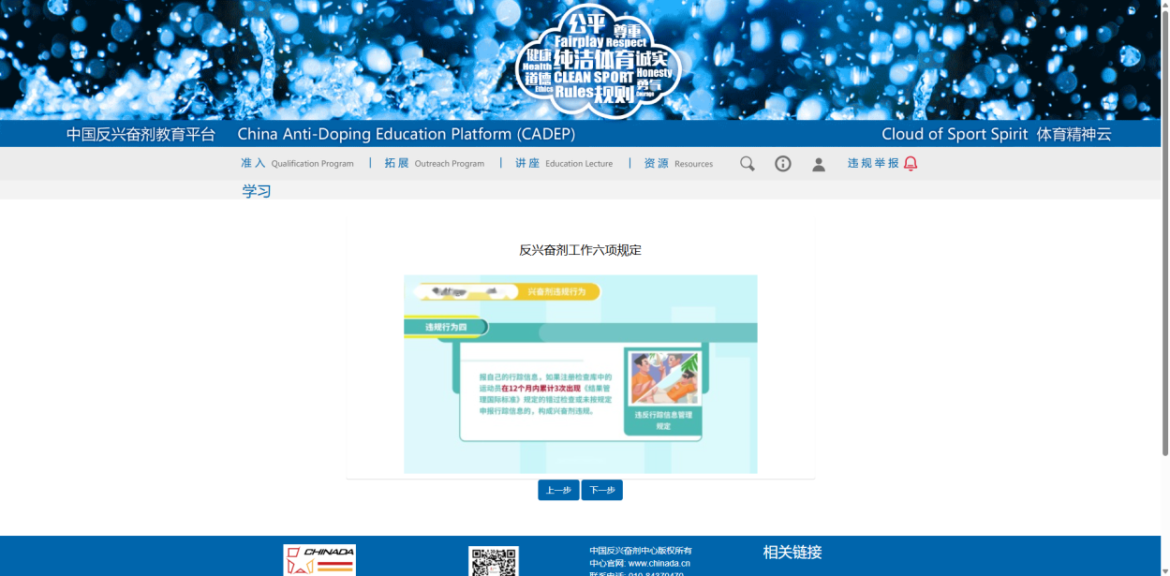 公平 尊重
Fairplay Respect
健康 纯洁体育 诚实
Health CLEAN SPORT Honesty
道德 Rules 规则 勇气
Ethics Courage
中国反兴奋剂教育平台 China Anti-Doping Education Platform (CADEP) Cloud of Sport Spirit 体育精神云
准入 Qualification Program | 拓展 Outreach Program | 讲座 Education Lecture | 资源 Resources 违规举报
学习
反兴奋剂工作六项规定
兴奋剂违规行为
违规行为四
报自己的行踪信息。如果注册检查库中的
运动员在12个月内累计3次出现《结果管
理国际标准》规定的错过检查或未按规定
申报行踪信息的,构成兴奋剂违规。
违反行踪信息管理
规定
上一步 下一步
CHINADA
中国反兴奋剂中心版权所有
中心官网: www.chinada.cn
相关链接